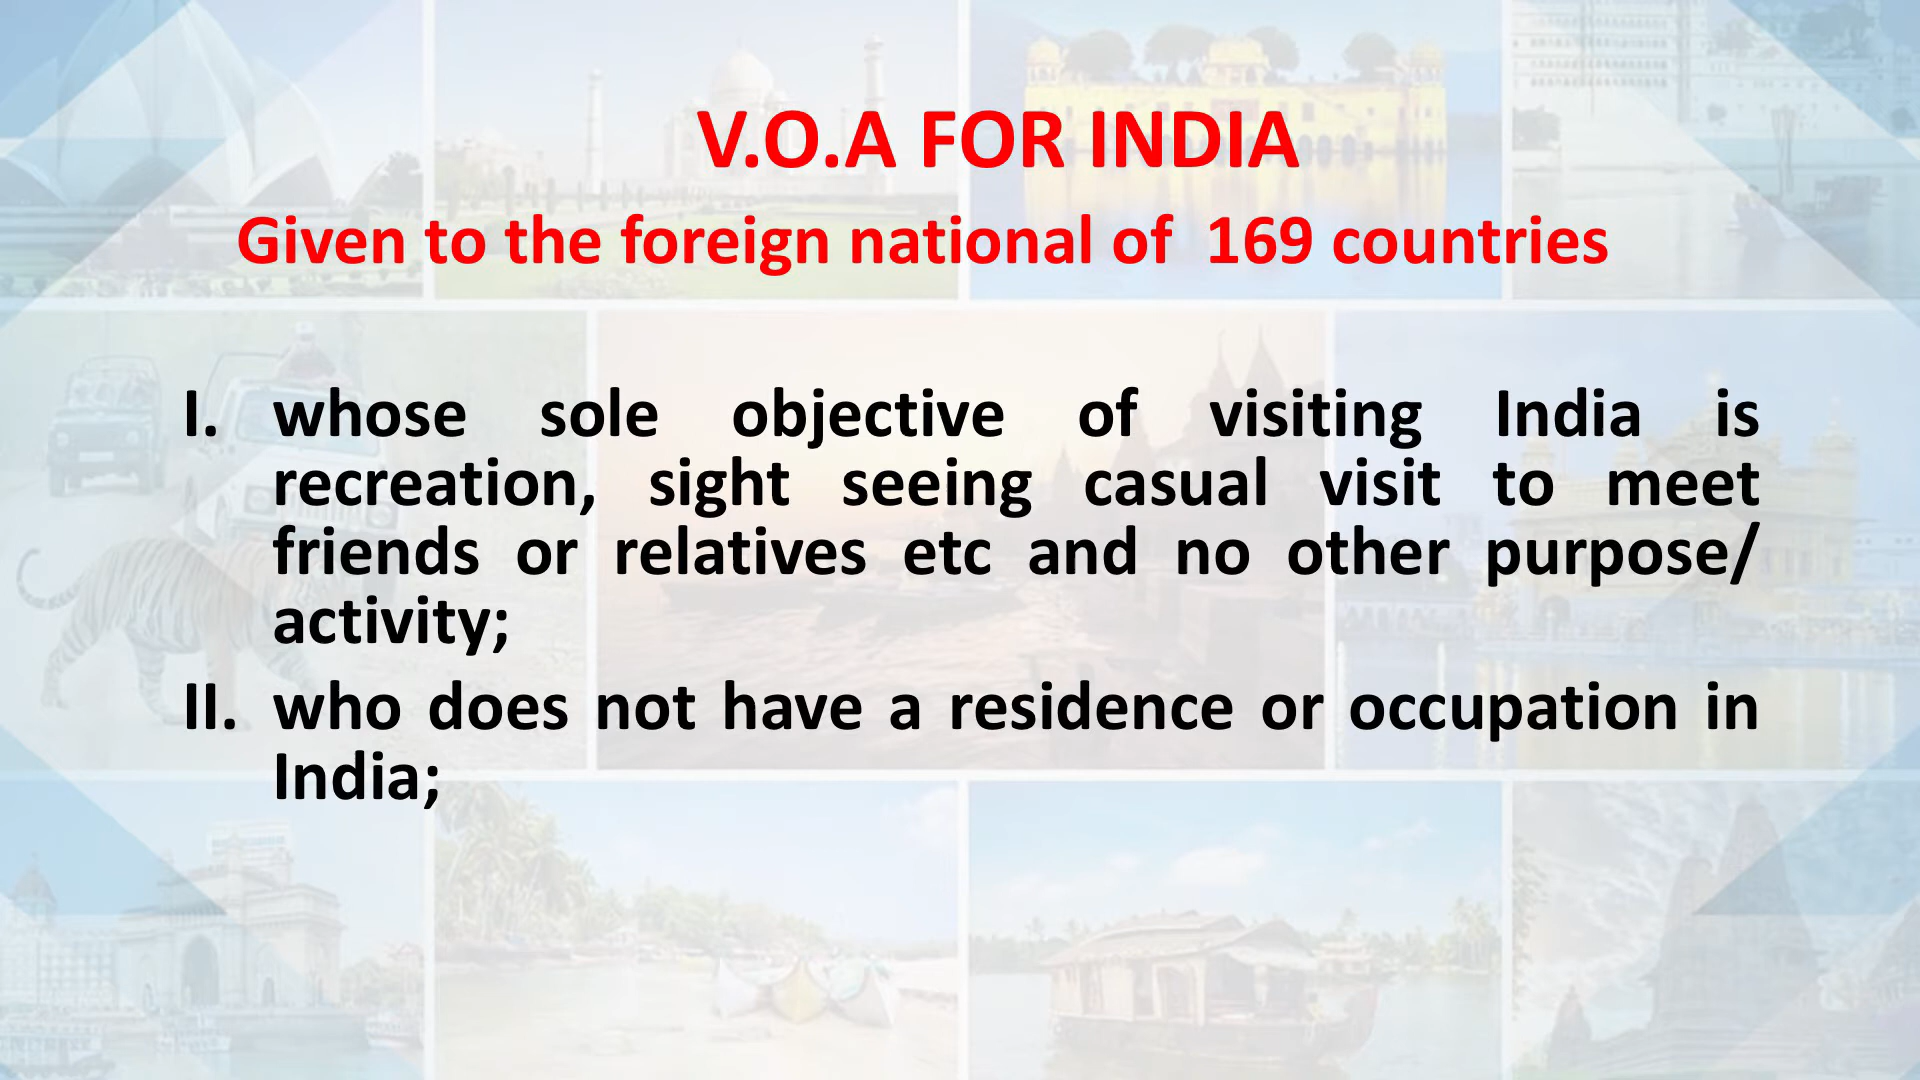 V.O.A FOR INDIA
Given to the foreign national of 169 countries
I. whose sole objective of visiting India is
recreation, sight seeing casual visit to meet
friends or relatives etc and no other purpose/
activity;
II. who does not have a residence or occupation in
India;